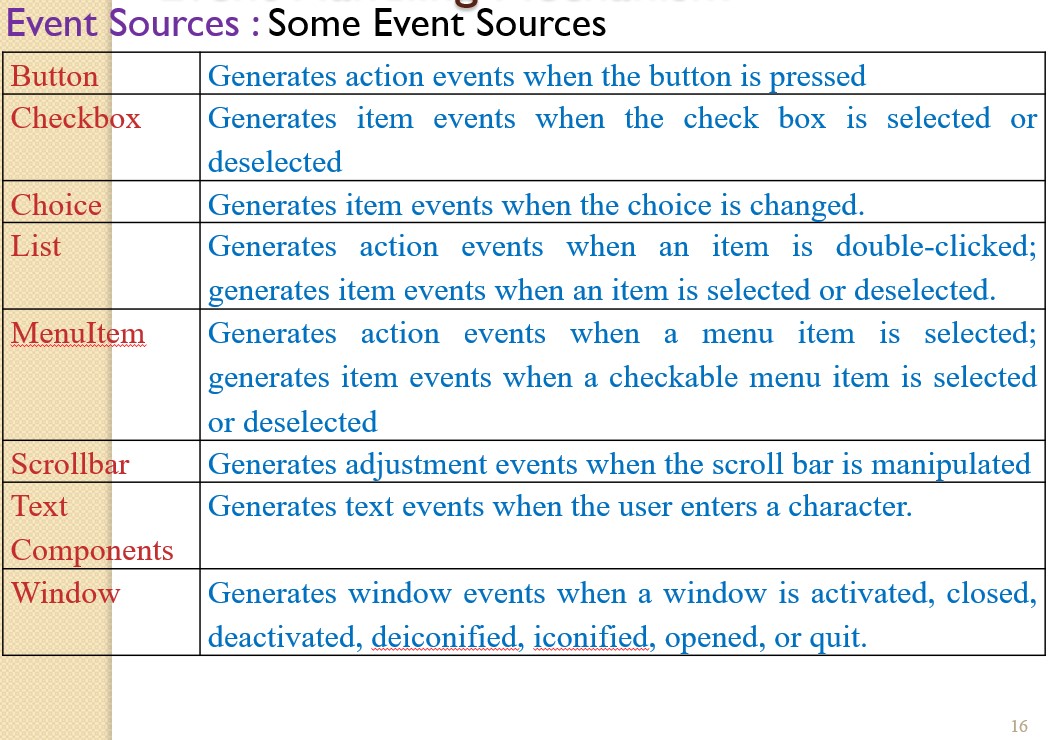 Event Sources : Some Event Sources
Button Generates action events when the button is pressed
Checkbox Generates item events when the check box is selected or
deselected
Choice Generates item events when the choice is changed.
List Generates action events when an item is double-clicked;
generates item events when an item is selected or deselected.
MenuItem Generates action events when a menu item is selected;
generates item events when a checkable menu item is selected
or deselected
Scrollbar Generates adjustment events when the scroll bar is manipulated
Text Generates text events when the user enters a character.
Components
Window Generates window events when a window is activated, closed,
deactivated, deiconified, iconified, opened, or quit.
16